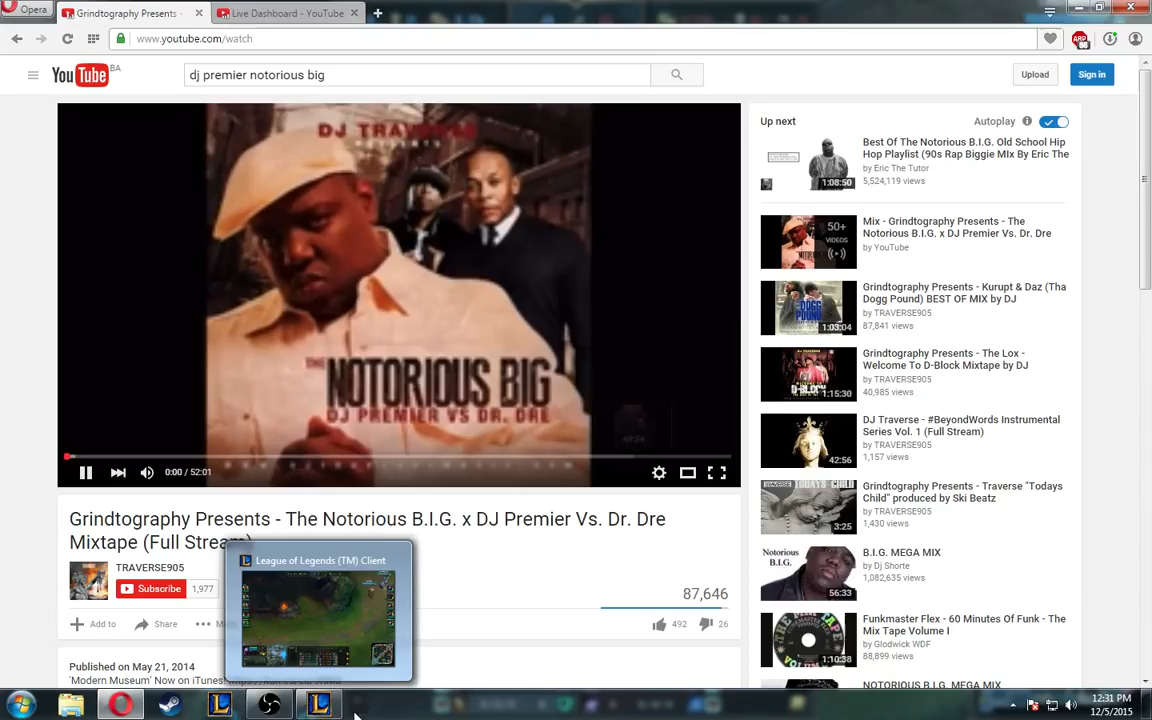 Opera
Grindtography Presents -
Live Dashboard - YouTube
www.youtube.com/watch
ABP
66
YouTube BA
dj premier notorious big
Upload
Sign in
DJ TRAVERSE
PRESENTS
THE
NOTORIOUS BIG
DJ PREMIER VS DR. DRE
0:00 / 52:01
Up next
Autoplay
Best Of The Notorious B.I.G. Old School Hip
Hop Playlist (90s Rap Biggie MIx By Eric The
by Eric The Tutor
5,524,119 views
1:08:50
Mix - Grindtography Presents - The
Notorious B.I.G. x DJ Premier Vs. Dr. Dre
by YouTube
50+
VIDEOS
Grindtography Presents - Kurupt & Daz (Tha
Dogg Pound) BEST OF MIX by DJ
by TRAVERSE905
87,841 views
1:03:04
Grindtography Presents - The Lox -
Welcome To D-Block Mixtape by DJ
by TRAVERSE905
40,985 views
1:15:30
DJ Traverse - #BeyondWords Instrumental
Series Vol. 1 (Full Stream)
by TRAVERSE905
1,157 views
42:56
Grindtography Presents - Traverse "Todays
Child" produced by Ski Beatz
by TRAVERSE905
1,430 views
3:25
B.I.G. MEGA MIX
by Dj Shorte
1,082,635 views
Notorious
B.I.G.
56:33
Funkmaster Flex - 60 Minutes Of Funk - The
Mix Tape Volume I
by Glodwick WDF
88,899 views
1:10:38
NOTORIOUS B.I.G MEGAMIX
Grindtography Presents - The Notorious B.I.G. x DJ Premier Vs. Dr. Dre
Mixtape (Full Stream)
TRAVERSE905
Subscribe
1,977
87,646
Add to
Share
492
26
Published on May 21, 2014
'Modern Museum' Now on iTunes:
League of Legends (TM) Client
12:31 PM
12/5/2015